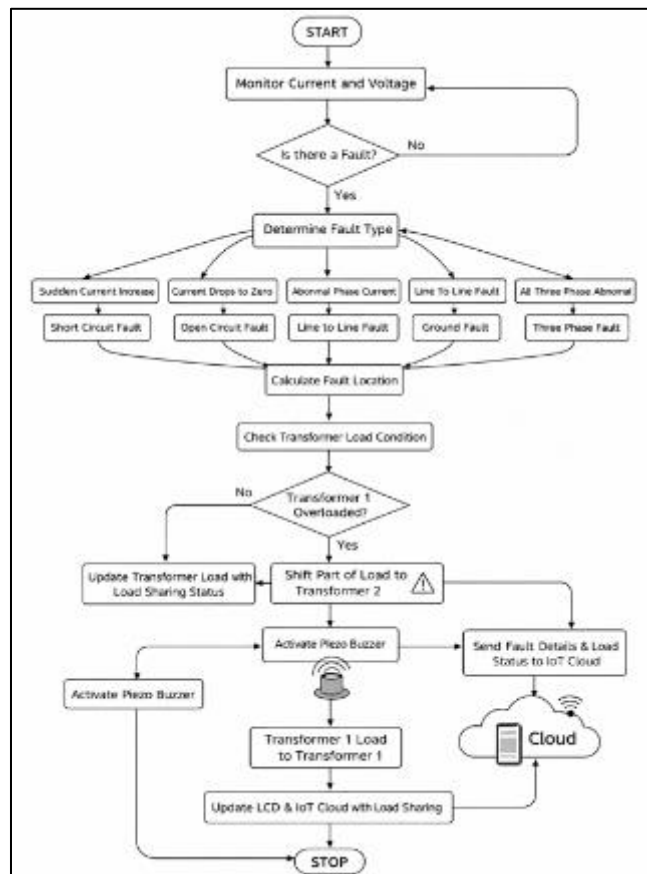 START
Monitor Current and Voltage
Is there a Fault?
No
Yes
Determine Fault Type
Sudden Current Increase
Current Drops to Zero
Abonmal Phase Current
Line To Line Fault
All Three Phase Abnomal
Short Circuit Fault
Open Circuit Fault
Line to Line Fault
Ground Fault
Three Phase Fault
Calculate Fault Location
Check Transformer Load Condition
No
Transformer 1
Overloaded?
Yes
Update Transformer Load with
Load Sharing Status
Shift Part of Load to
Transformer 2
Activate Piezo Buzzer
Send Fault Details & Load
Status to IoT Cloud
Activate Piezo Buzzer
Cloud
Transformer 1 Load
to Transformer 1
Update LCD & IoT Cloud with Load Sharing
STOP